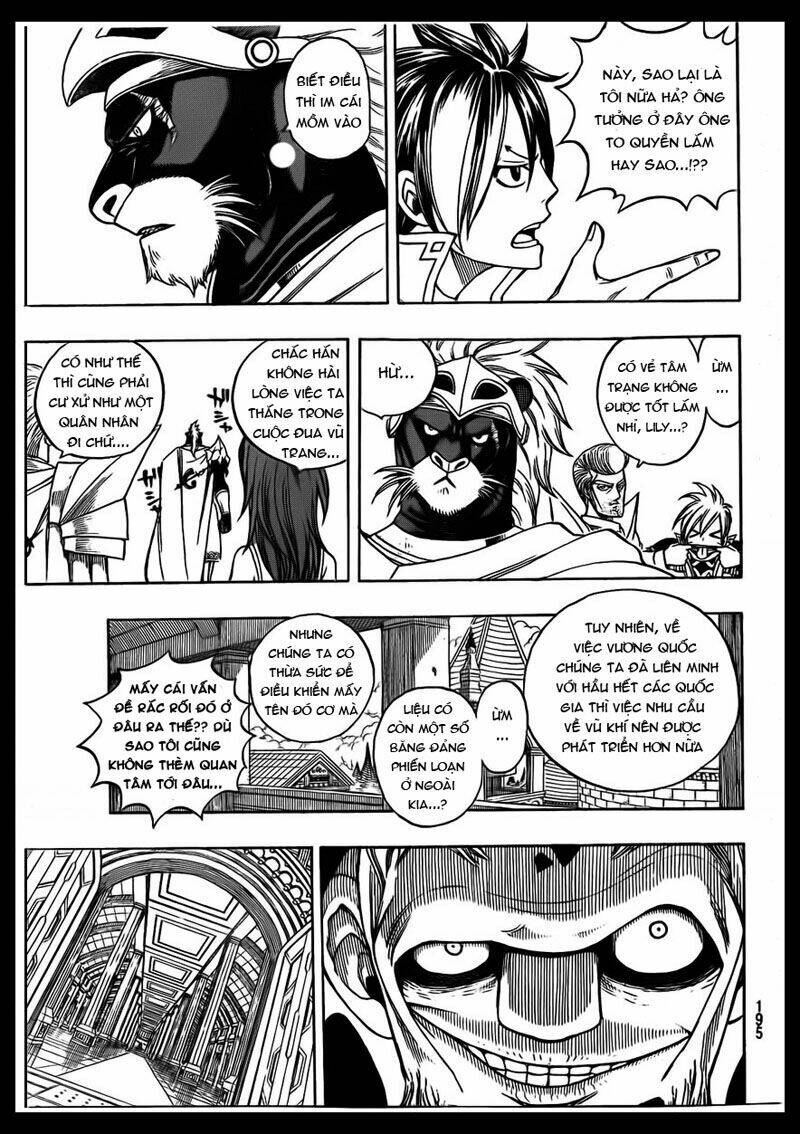 NÀY, SAO LẠI LÀ
TÔI NỮA HẢ? ÔNG
TƯỞNG Ở ĐÂY ÔNG
TO QUYỀN LẮM
HAY SAO...!??
BIẾT ĐIỀU
THÌ IM CÁI
MỒM VÀO
ỪM
...
CÓ VẺ TÂM
TRẠNG KHÔNG
ĐƯỢC TỐT LẮM
NHỈ, LILY...?
HỪ...
CHẮC HẲN
KHÔNG HÀI
LÒNG VIỆC TA
THẮNG TRONG
CUỘC ĐUA VŨ
TRANG...
CÓ NHƯ THẾ
THÌ CŨNG PHẢI
CƯ XỬ NHƯ MỘT
QUÂN NHÂN
ĐI CHỨ....
TUY NHIÊN, VỀ
VIỆC VƯƠNG QUỐC
CHÚNG TA ĐÃ LIÊN MINH
VỚI HẦU HẾT CÁC QUỐC
GIA THÌ VIỆC NHU CẦU
VỀ VŨ KHÍ NÊN ĐƯỢC
PHÁT TRIỂN HƠN NỮA
ỪM
...
LIỆU CÓ
CÒN MỘT SỐ
BĂNG ĐẢNG
PHIẾN LOẠN
Ở NGOÀI
KIA...?
NHƯNG
CHÚNG TA CÓ
THỪA SỨC ĐỂ
ĐIỀU KHIỂN MẤY
TÊN ĐÓ CƠ MÀ
MẤY CÁI VẤN
ĐỀ RẮC RỐI ĐÓ Ở
ĐÂU RA THẾ?? DÙ
SAO TÔI CŨNG
KHÔNG THÈM QUAN
TÂM TỚI ĐÂU...
195